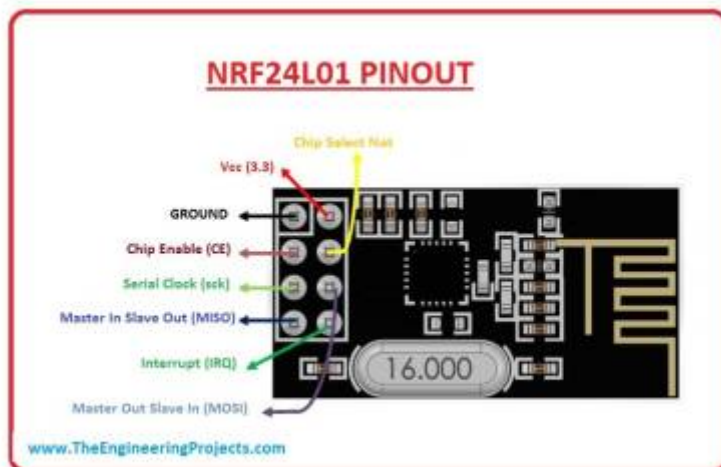 NRF24L01 PINOUT
Chip Select Not
Vcc (3.3)
GROUND
Chip Enable (CE)
Serial Clock (sck)
Master In Slave Out (MISO)
Interrupt (IRQ)
16.000
Master Out Slave In (MOSI)
www.TheEngineeringProjects.com